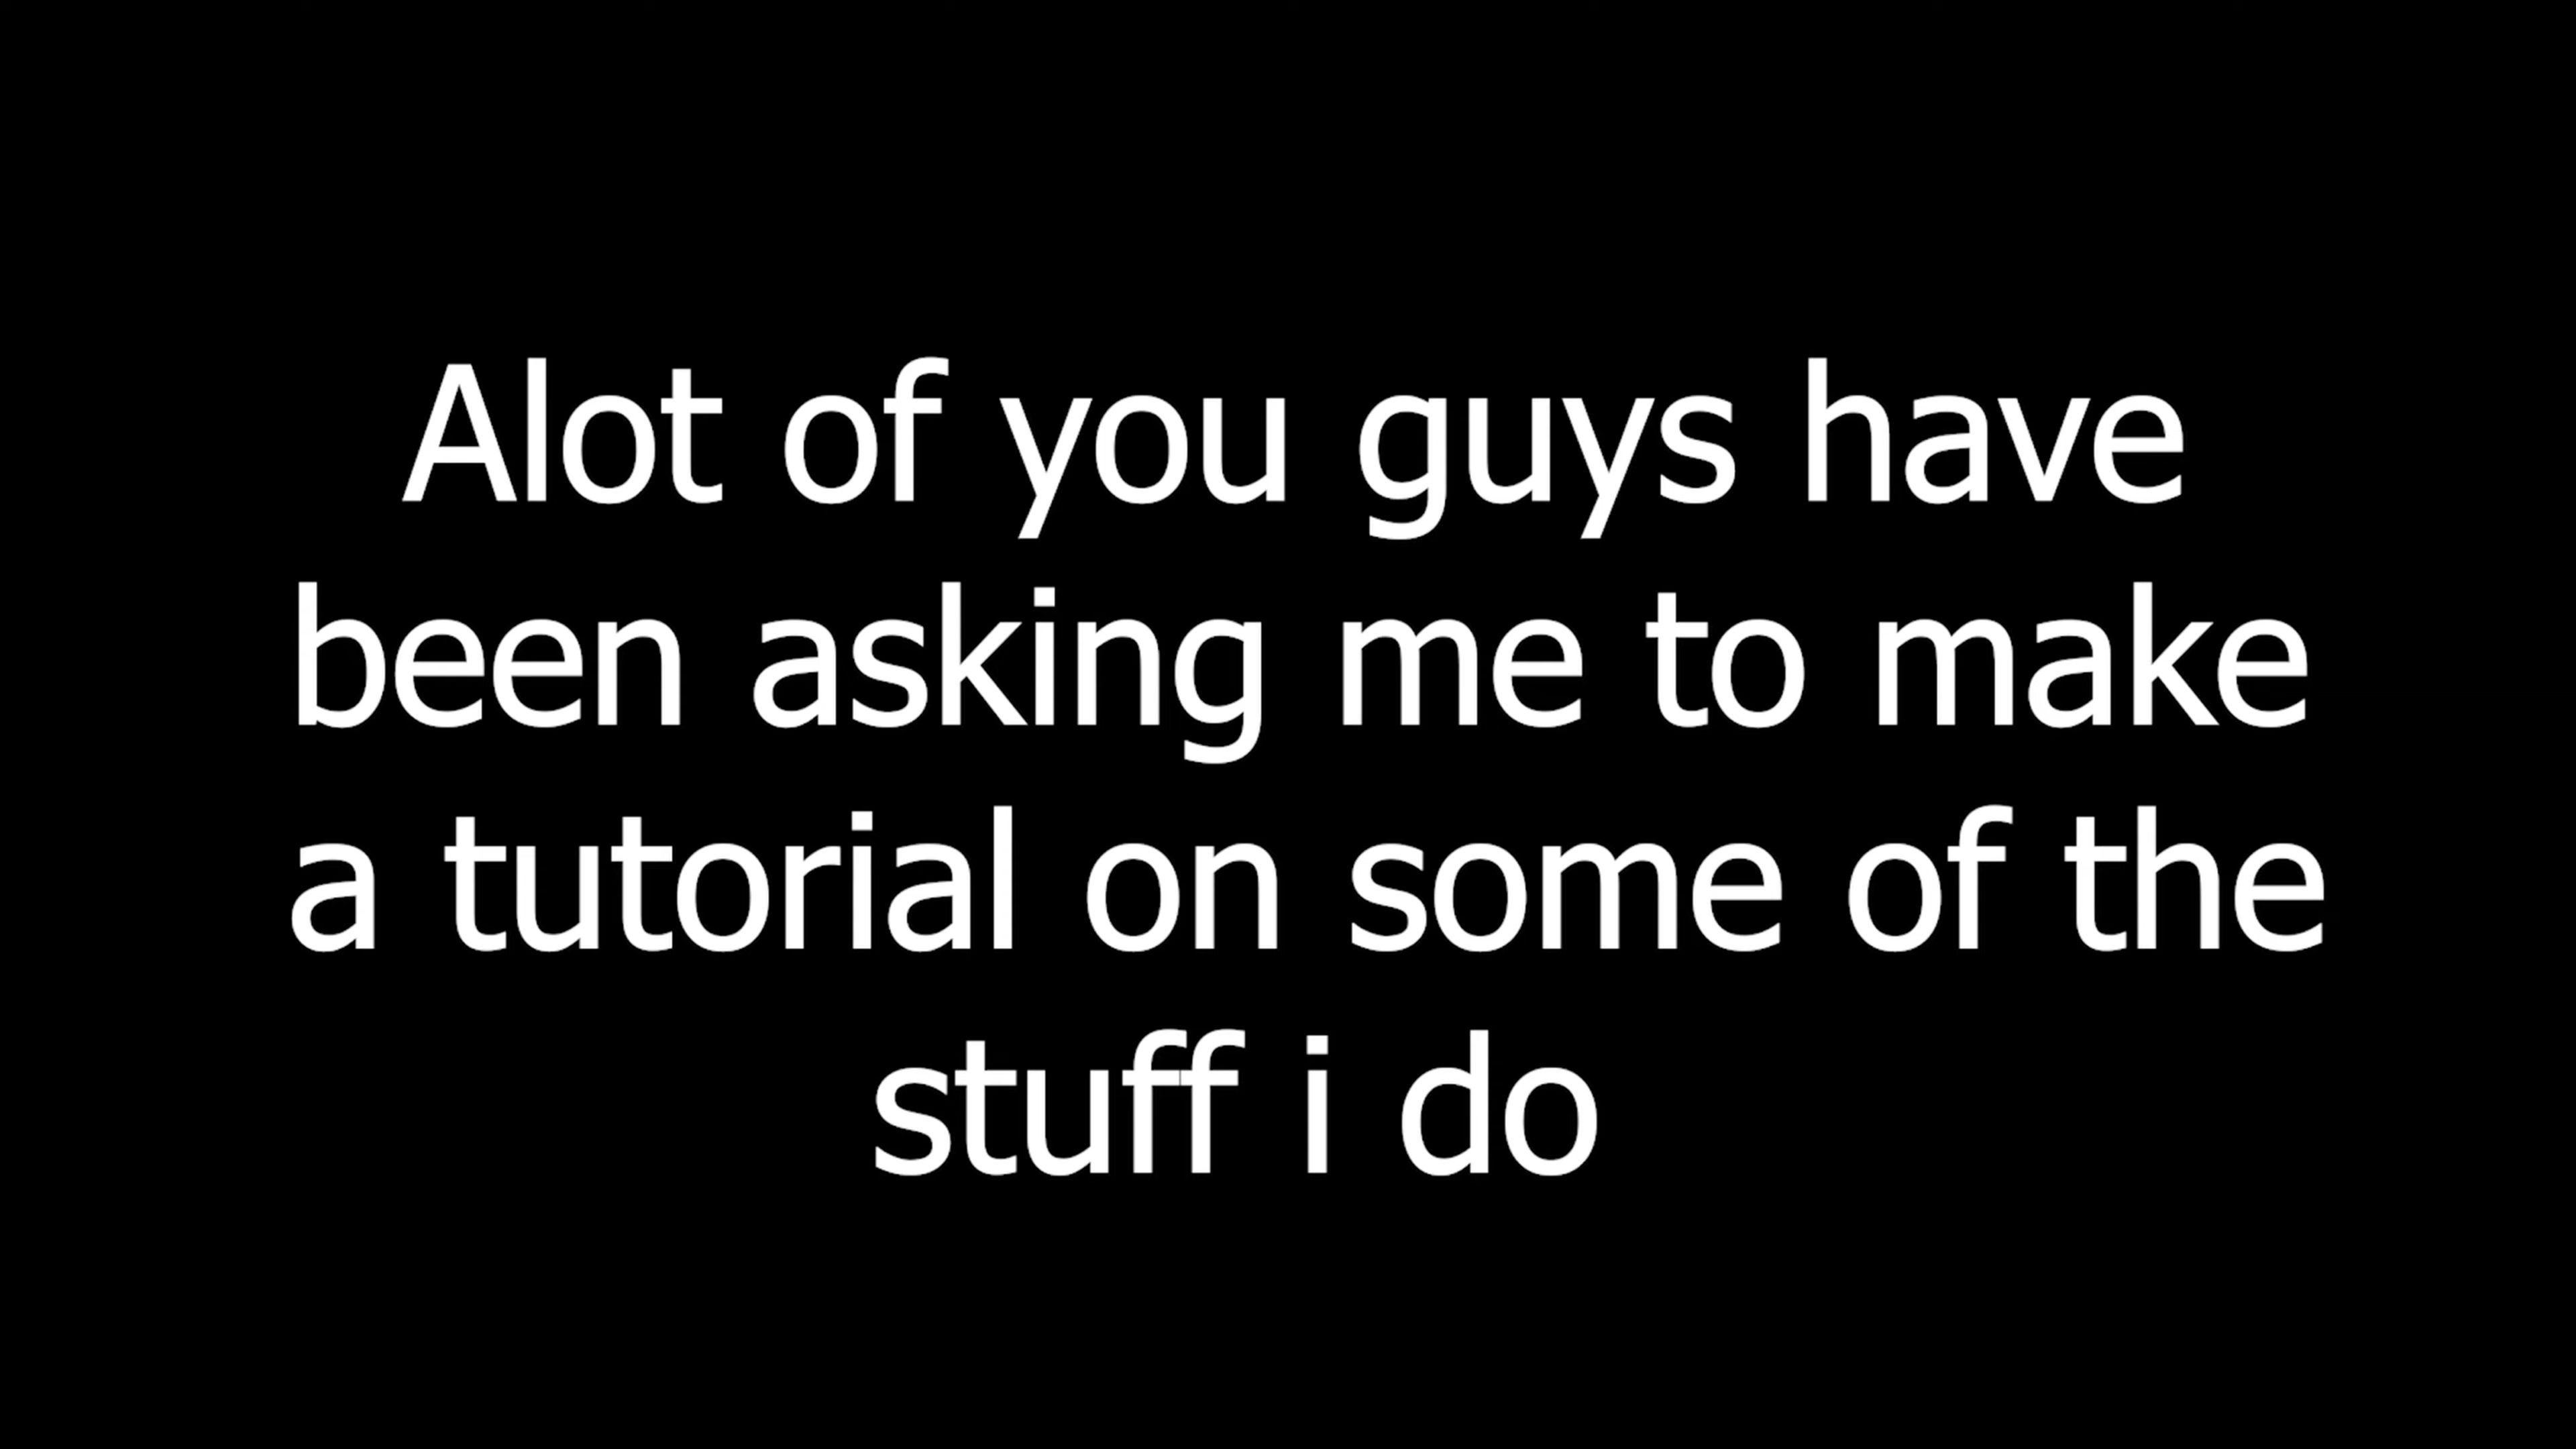 Alot of you guys have
been asking me to make
a tutorial on some of the
stuff i do